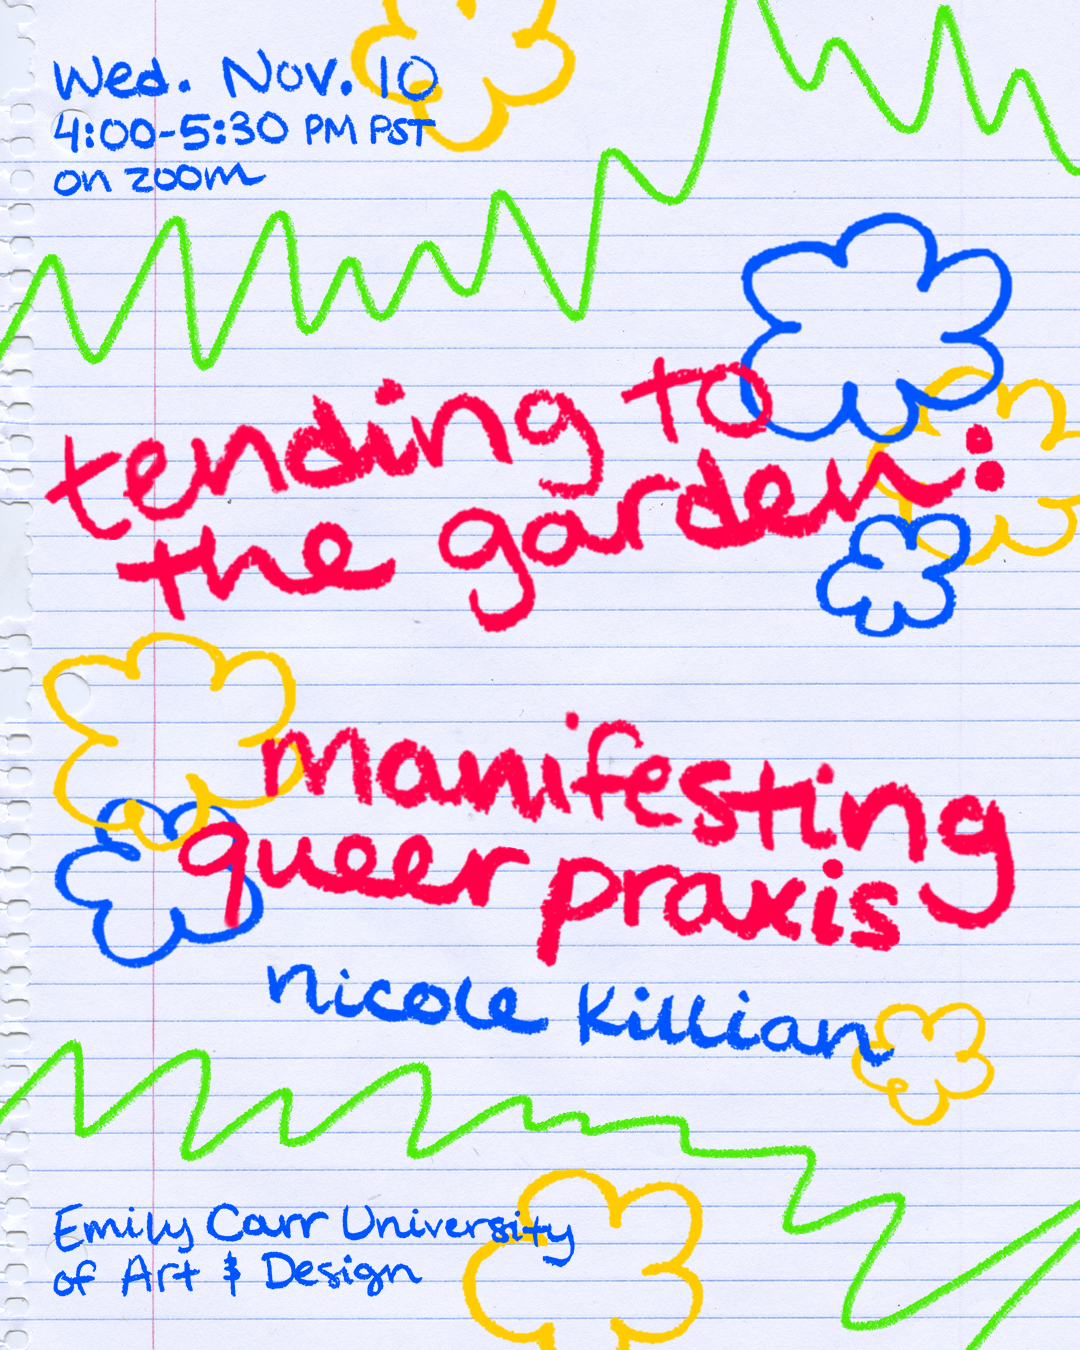 Wed. Nov. 10
4:00-5:30 PM PST
on zoom
tending to
the garden:
manifesting
queer praxis
nicole killian
Emily Carr University
of Art & Design